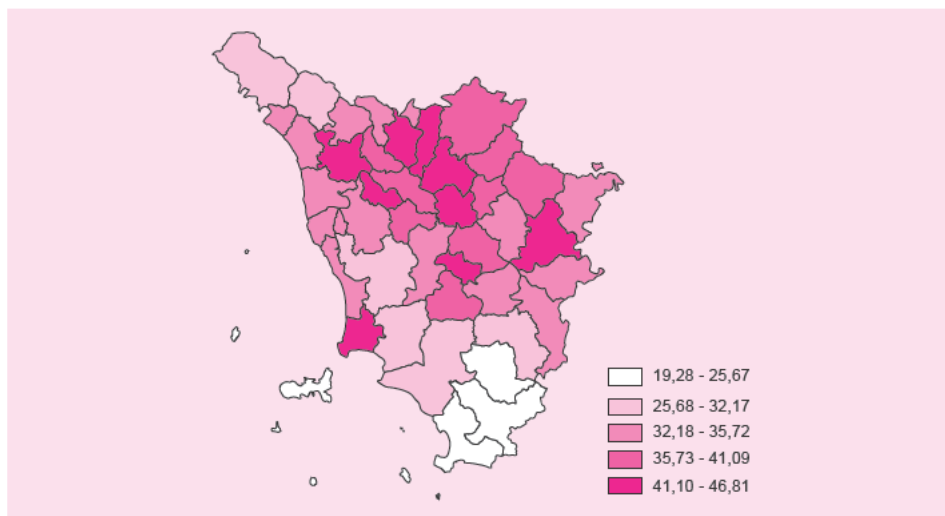 19,28 - 25,67
25,68 - 32,17
32,18 - 35,72
35,73 - 41,09
41,10 - 46,81